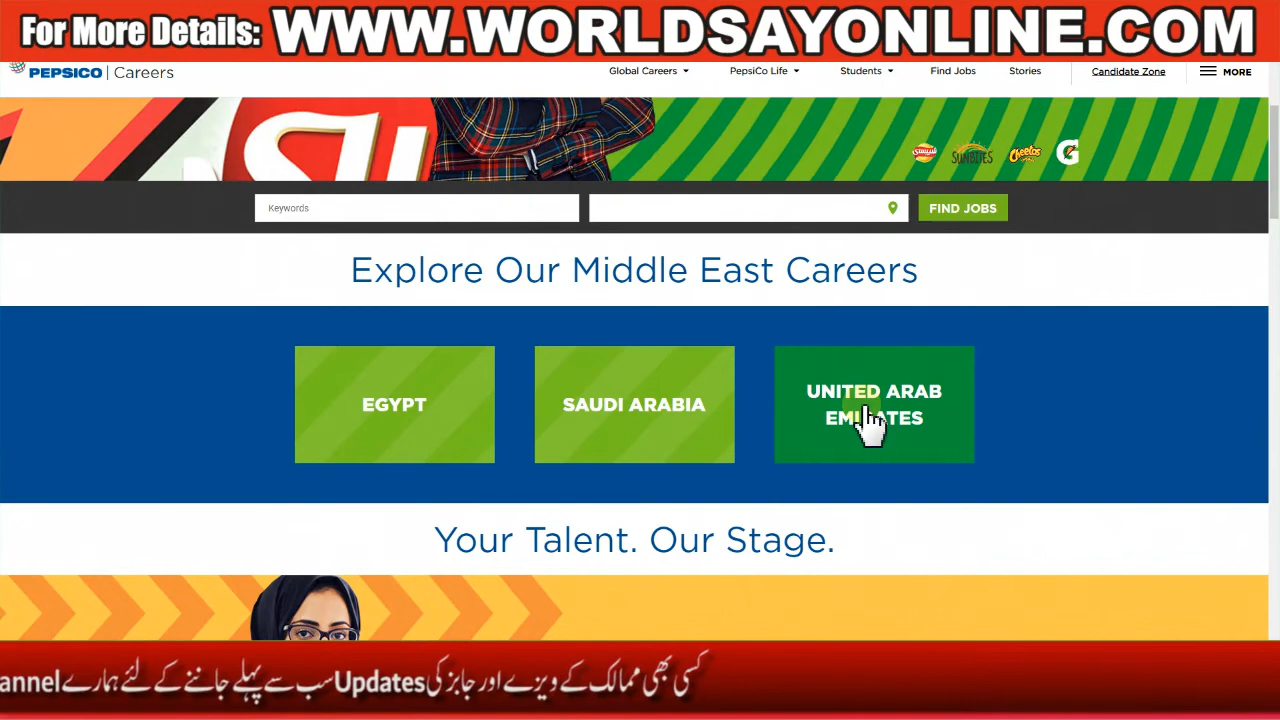 For More Details: WWW.WORLDSAYONLINE.COM
PEPSICO | Careers
Global Careers
PepsiCo Life
Students
Find Jobs
Stories
Candidate Zone
MORE
SUNBITES
Cheetos
G
Keywords
FIND JOBS
Explore Our Middle East Careers
EGYPT
SAUDI ARABIA
UNITED ARAB
EMIRATES
Your Talent. Our Stage.
کسی بھی ممالک کے ویزے اور جابز کی Updates سب سے پہلے جاننے کے لئے ہمارے annel